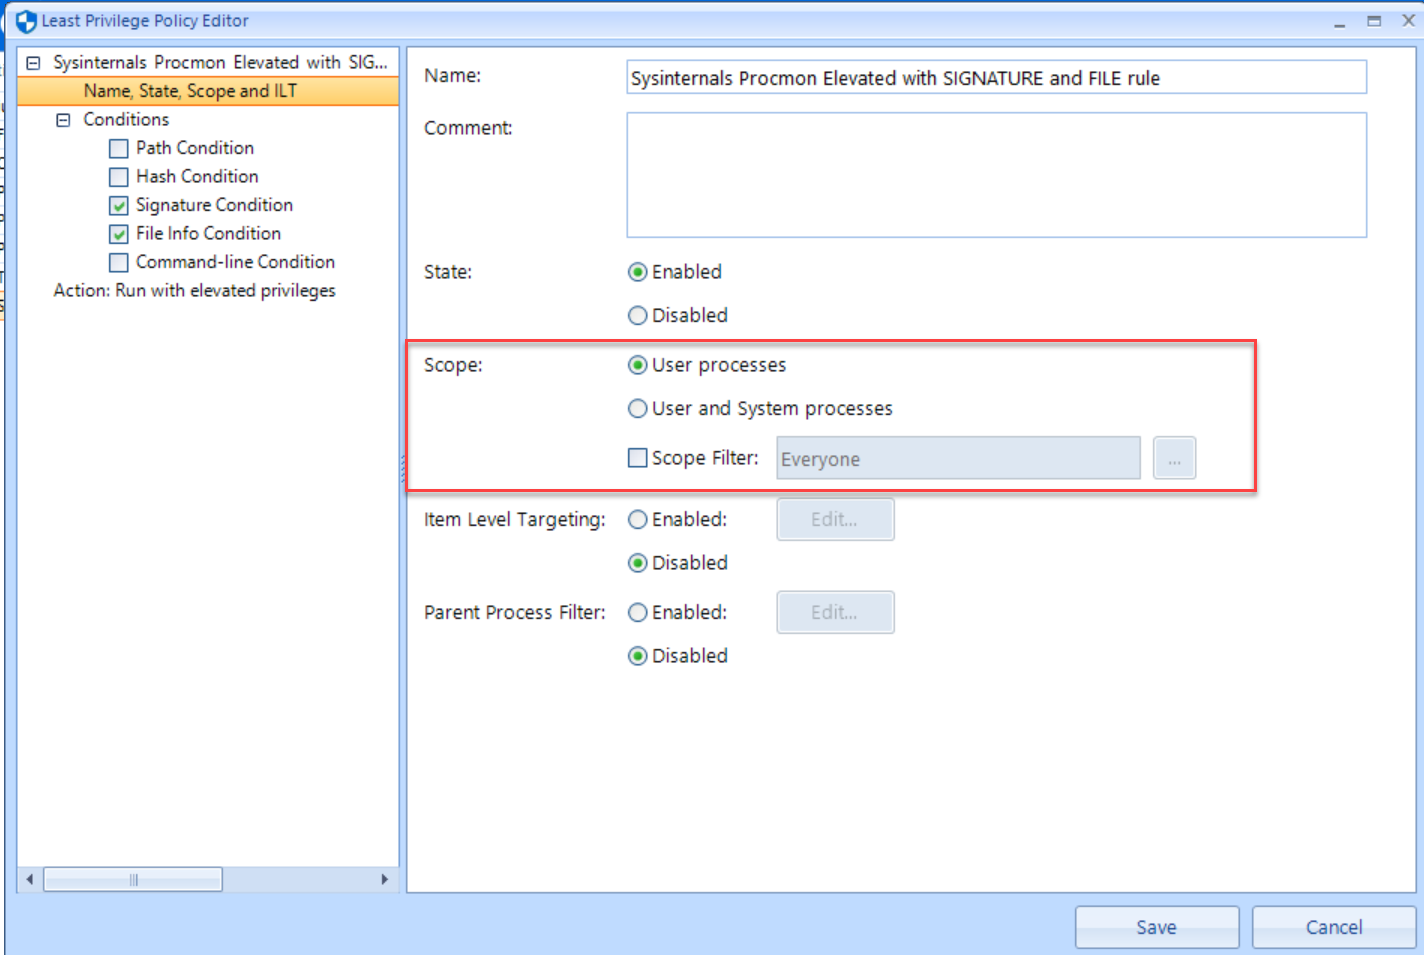 Least Privilege Policy Editor
Sysinternals Procmon Elevated with SIG...
Name, State, Scope and ILT
Conditions
Path Condition
Hash Condition
Signature Condition
File Info Condition
Command-line Condition
Action: Run with elevated privileges
Name:
Sysinternals Procmon Elevated with SIGNATURE and FILE rule
Comment:
State:
Enabled
Disabled
Scope:
User processes
User and System processes
Scope Filter:
Everyone
...
Item Level Targeting:
Enabled:
Edit...
Disabled
Parent Process Filter:
Enabled:
Edit...
Disabled
Save
Cancel